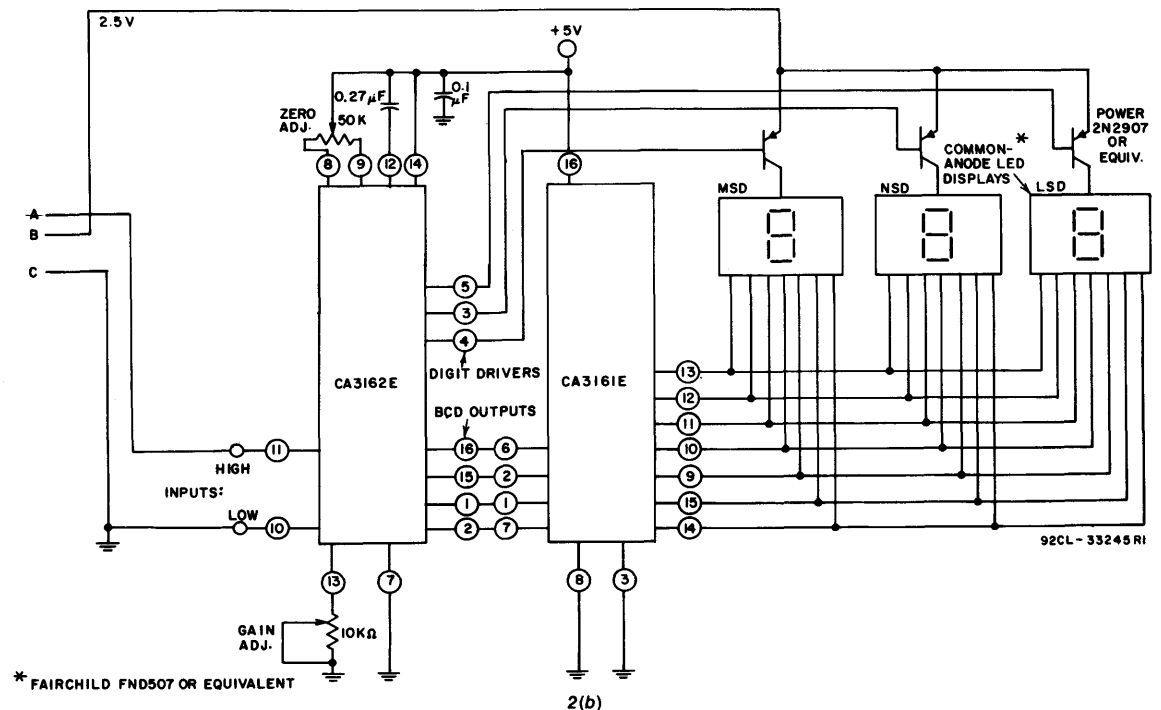 2.5 V
+5V
0.27µF
0.1
µF
ZERO
ADJ.
50K
8
9
12
14
16
POWER
2N2907
OR
EQUIV.
*
COMMON-
ANODE LED
DISPLAYS
MSD
NSD
LSD
A
B
C
5
3
4
DIGIT DRIVERS
CA3162E
CA3161E
BCD OUTPUTS
13
12
11
10
9
15
14
16
6
15
2
1
1
2
7
11
HIGH
INPUTS:
LOW
10
92CL-33245R1
13
7
8
3
GAIN
ADJ.
10KΩ
* FAIRCHILD FND507 OR EQUIVALENT
2(b)